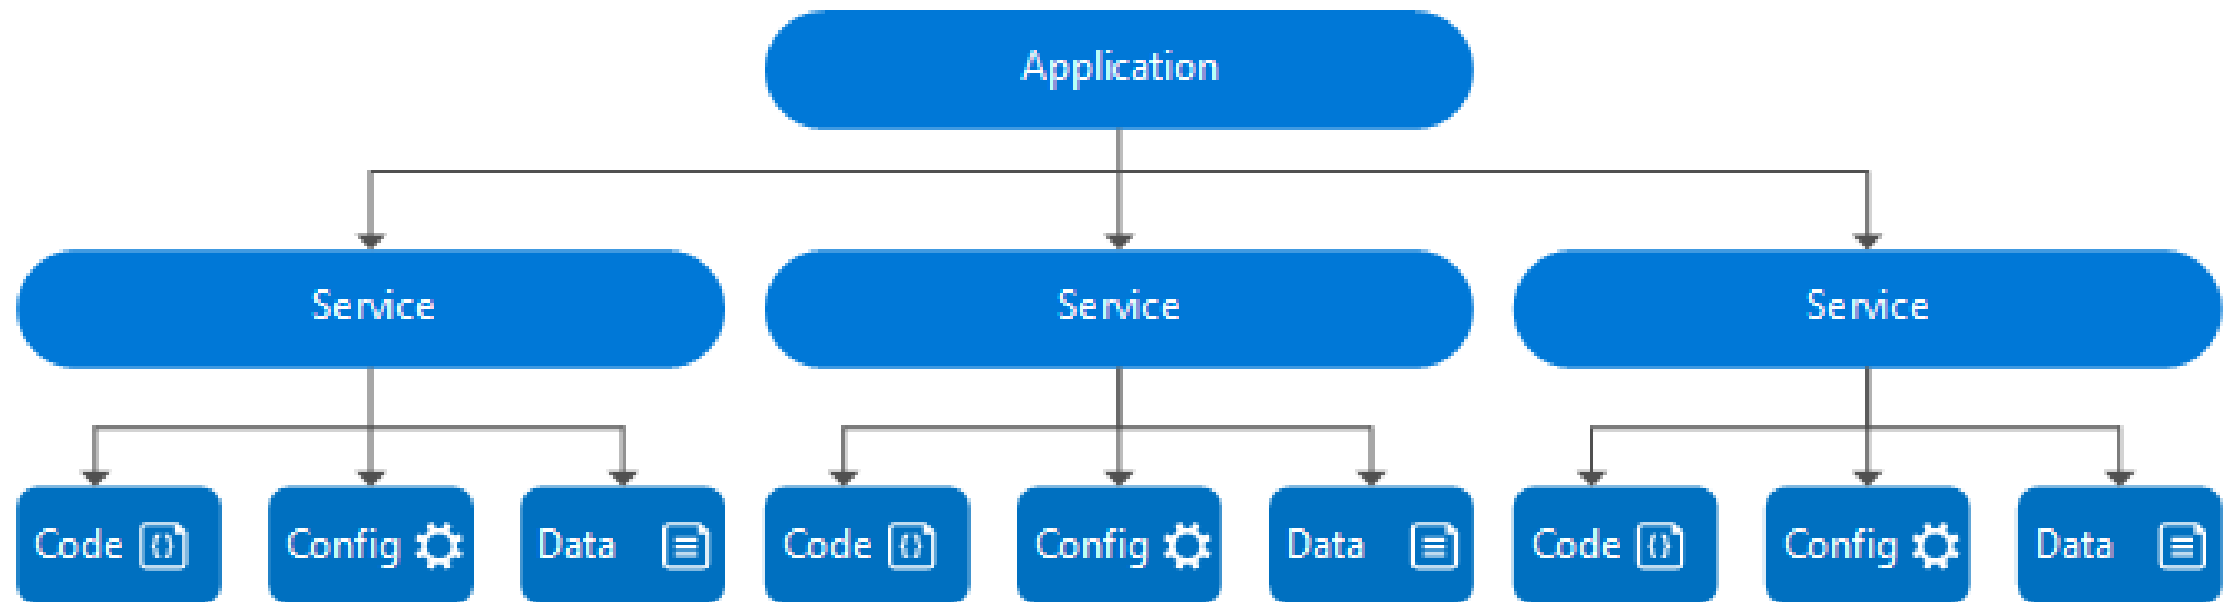 Application
Service
Service
Service
Code
Config
Data
Code
Config
Data
Code
Config
Data